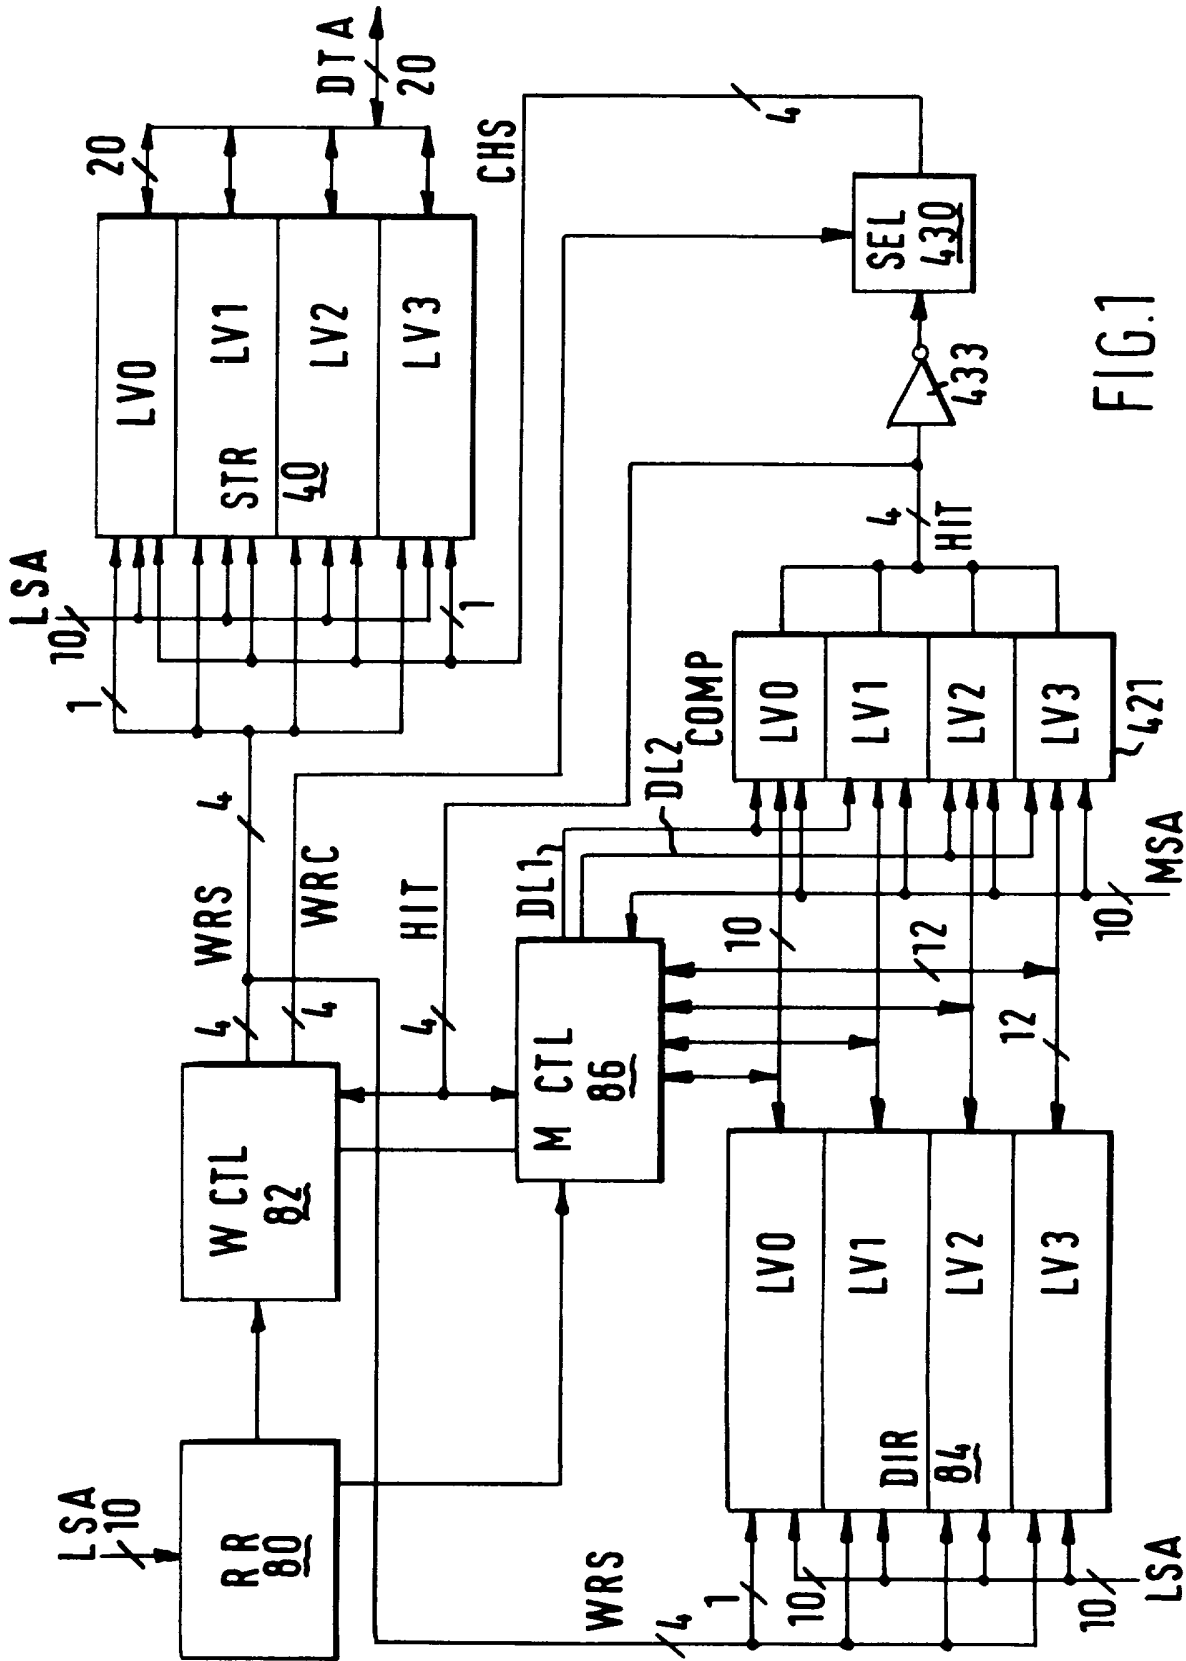 LSA
10
RR
80
W CTL
82
4
WRS
4
WRC
4
1
10
LSA
LV0
LV1
STR
40
LV2
LV3
1
20
DTA
20
CHS
4
HIT
4
M CTL
86
DL1
DL2
COMP
LV0
LV1
LV2
LV3
421
4
HIT
433
SEL
430
WRS
4
1
10
10
LSA
LV0
LV1
DIR
84
LV2
LV3
10
12
12
10
MSA
FIG.1